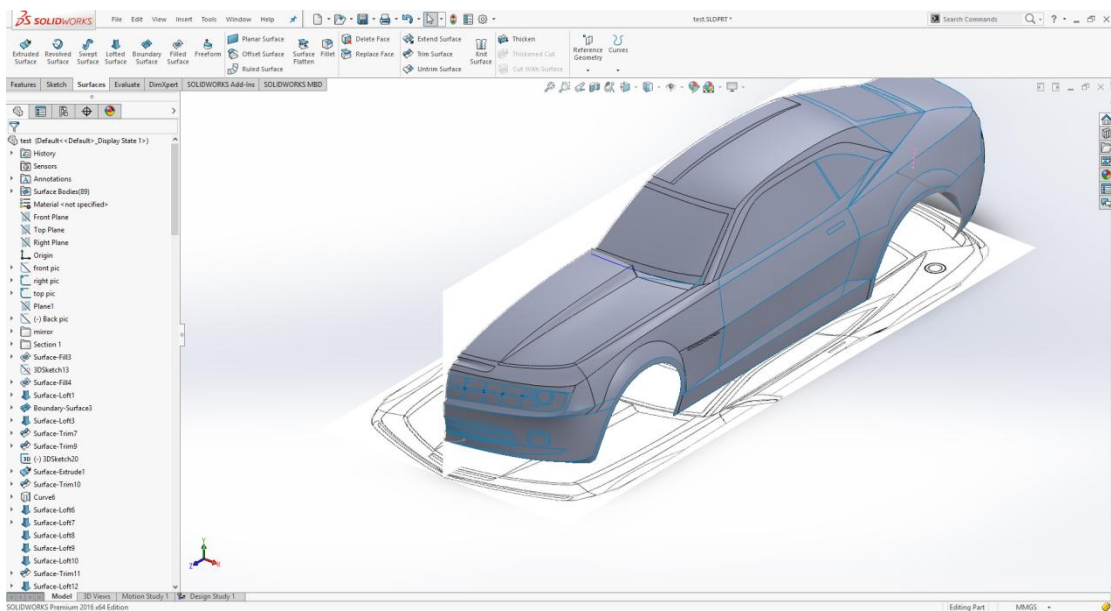 SOLIDWORKS File Edit View Insert Tools Window Help test.SLDPRT * Search Commands
Extruded Surface
Revolved Surface
Swept Surface
Lofted Surface
Boundary Surface
Filled Surface
Freeform
Planar Surface
Offset Surface
Ruled Surface
Surface Flatten
Fillet
Delete Face
Replace Face
Extend Surface
Trim Surface
Untrim Surface
Knit Surface
Thicken
Thickened Cut
Cut With Surface
Reference Geometry
Curves
Features Sketch Surfaces Evaluate DimXpert SOLIDWORKS Add-Ins SOLIDWORKS MBD
test (Default<<Default>_Display State 1>)
History
Sensors
Annotations
Surface Bodies(89)
Material <not specified>
Front Plane
Top Plane
Right Plane
Origin
front pic
right pic
top pic
Plane1
(-) Back pic
mirror
Section 1
Surface-Fill3
3DSketch13
Surface-Fill4
Surface-Loft1
Boundary-Surface3
Surface-Loft3
Surface-Trim7
Surface-Trim9
(-) 3DSketch20
Surface-Extrude1
Surface-Trim10
Curve6
Surface-Loft6
Surface-Loft7
Surface-Loft8
Surface-Loft9
Surface-Loft10
Surface-Trim11
Surface-Loft12
Model 3D Views Motion Study 1 Design Study 1
SOLIDWORKS Premium 2016 x64 Edition Editing Part MMGS